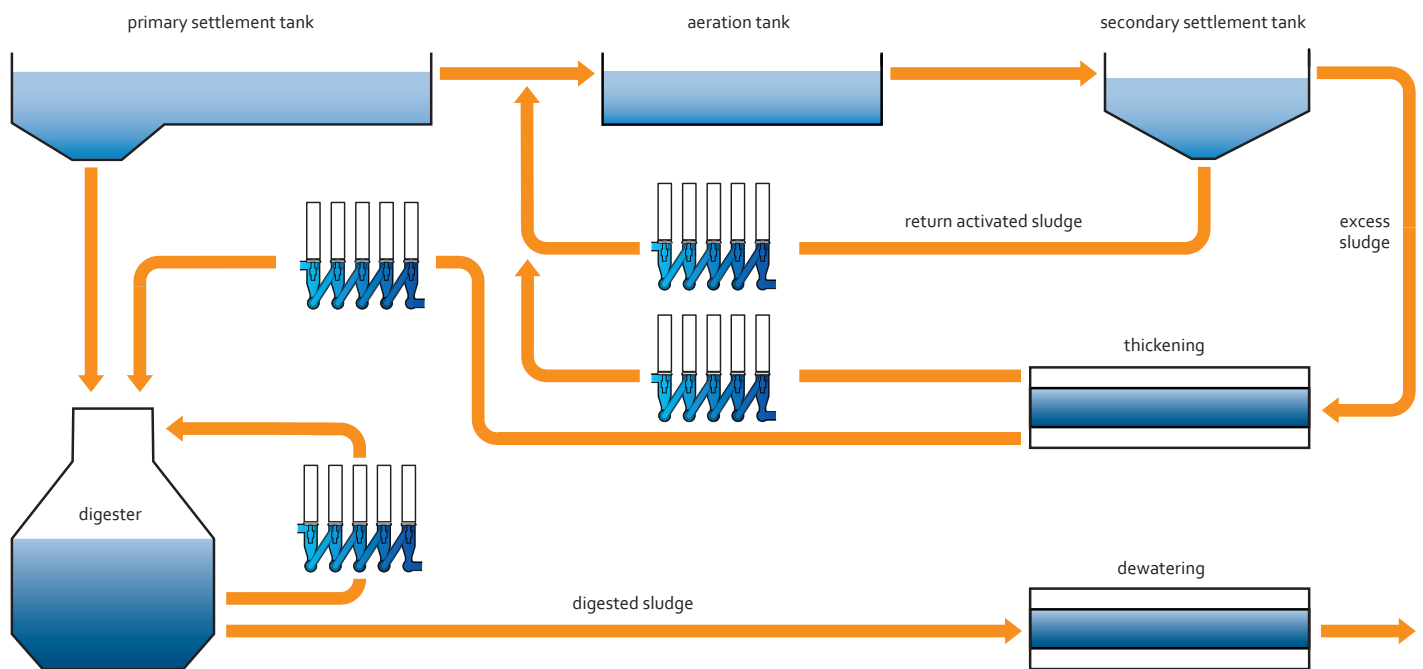 primary settlement tank
aeration tank
secondary settlement tank
return activated sludge
excess
sludge
thickening
digester
dewatering
digested sludge